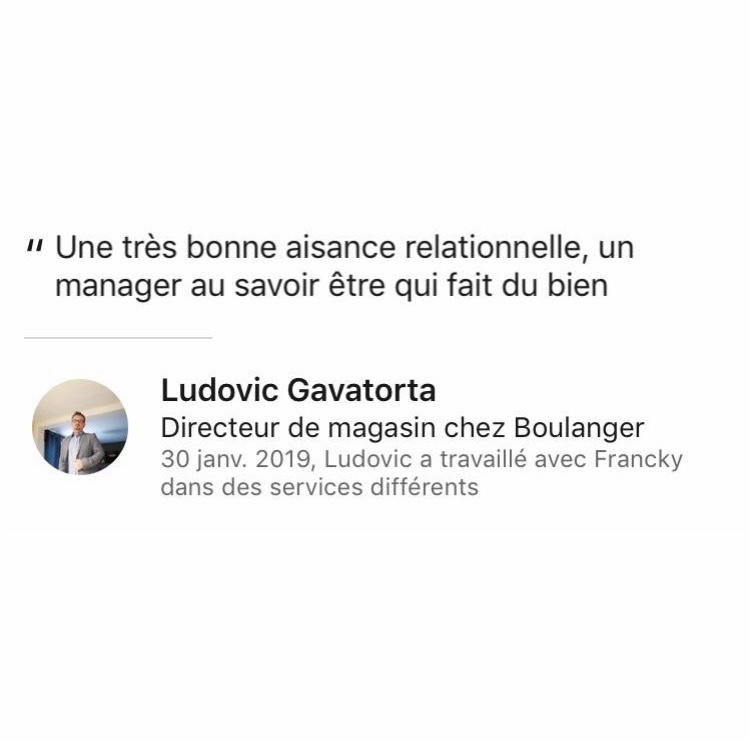 " Une très bonne aisance relationnelle, un
manager au savoir être qui fait du bien
Ludovic Gavatorta
Directeur de magasin chez Boulanger
30 janv. 2019, Ludovic a travaillé avec Francky
dans des services différents